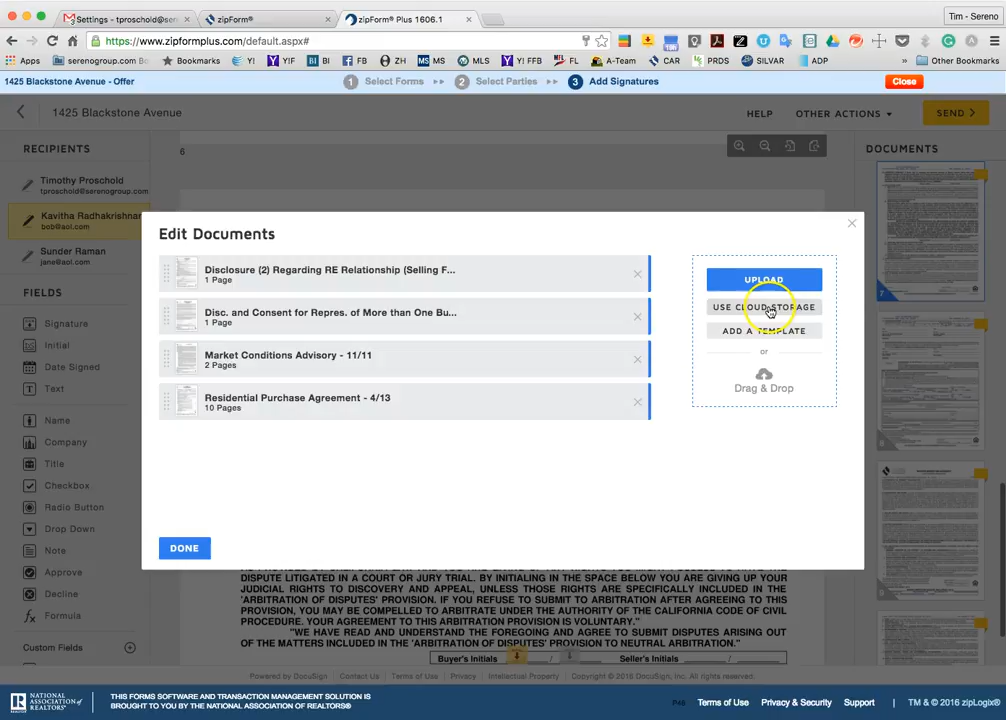 Settings - tproschold@sere
zipForm®
zipForm® Plus 1606.1
Tim - Sereno
https://www.zipformplus.com/default.aspx#
Apps
serenogroup.com Bo
Bookmarks
Y!
YIF
BI
FB
ZH
MS
MLS
Y! FFB
FL
A-Team
CAR
PRDS
SILVAR
ADP
»
Other Bookmarks
1425 Blackstone Avenue - Offer
1 Select Forms
2 Select Parties
3 Add Signatures
Close
1425 Blackstone Avenue
HELP
OTHER ACTIONS
SEND
RECIPIENTS
Timothy Proschold
tproschold@serenogroup.com
Kavitha Radhakrishnan
bob@aol.com
Sunder Raman
jane@aol.com
FIELDS
Signature
Initial
Date Signed
Text
Name
Company
Title
Checkbox
Radio Button
Drop Down
Note
Approve
Decline
Formula
Custom Fields
6
DOCUMENTS
7
8
Edit Documents
Disclosure (2) Regarding RE Relationship (Selling F...
1 Page
Disc. and Consent for Repres. of More than One Bu...
1 Page
Market Conditions Advisory - 11/11
2 Pages
Residential Purchase Agreement - 4/13
10 Pages
UPLOAD
USE CLOUD STORAGE
ADD A TEMPLATE
or
Drag & Drop
DONE
DISPUTE LITIGATED IN A COURT OR JURY TRIAL. BY INITIALING IN THE SPACE BELOW YOU ARE GIVING UP YOUR
JUDICIAL RIGHTS TO DISCOVERY AND APPEAL, UNLESS THOSE RIGHTS ARE SPECIFICALLY INCLUDED IN THE
'ARBITRATION OF DISPUTES' PROVISION. IF YOU REFUSE TO SUBMIT TO ARBITRATION AFTER AGREEING TO THIS
PROVISION, YOU MAY BE COMPELLED TO ARBITRATE UNDER THE AUTHORITY OF THE CALIFORNIA CODE OF CIVIL
PROCEDURE. YOUR AGREEMENT TO THIS ARBITRATION PROVISION IS VOLUNTARY."
"WE HAVE READ AND UNDERSTAND THE FOREGOING AND AGREE TO SUBMIT DISPUTES ARISING OUT
OF THE MATTERS INCLUDED IN THE 'ARBITRATION OF DISPUTES' PROVISION TO NEUTRAL ARBITRATION."
Buyer's Initials / Seller's Initials /
Powered by DocuSign | Contact Us | Terms of Use | Privacy | Intellectual Property | Copyright © 2016 DocuSign, Inc. All rights reserved.
NATIONAL
ASSOCIATION of
REALTORS®
THIS FORMS SOFTWARE AND TRANSACTION MANAGEMENT SOLUTION IS
BROUGHT TO YOU BY THE NATIONAL ASSOCIATION OF REALTORS®
Terms of Use
Privacy & Security
Support
TM & © 2016 zipLogix®